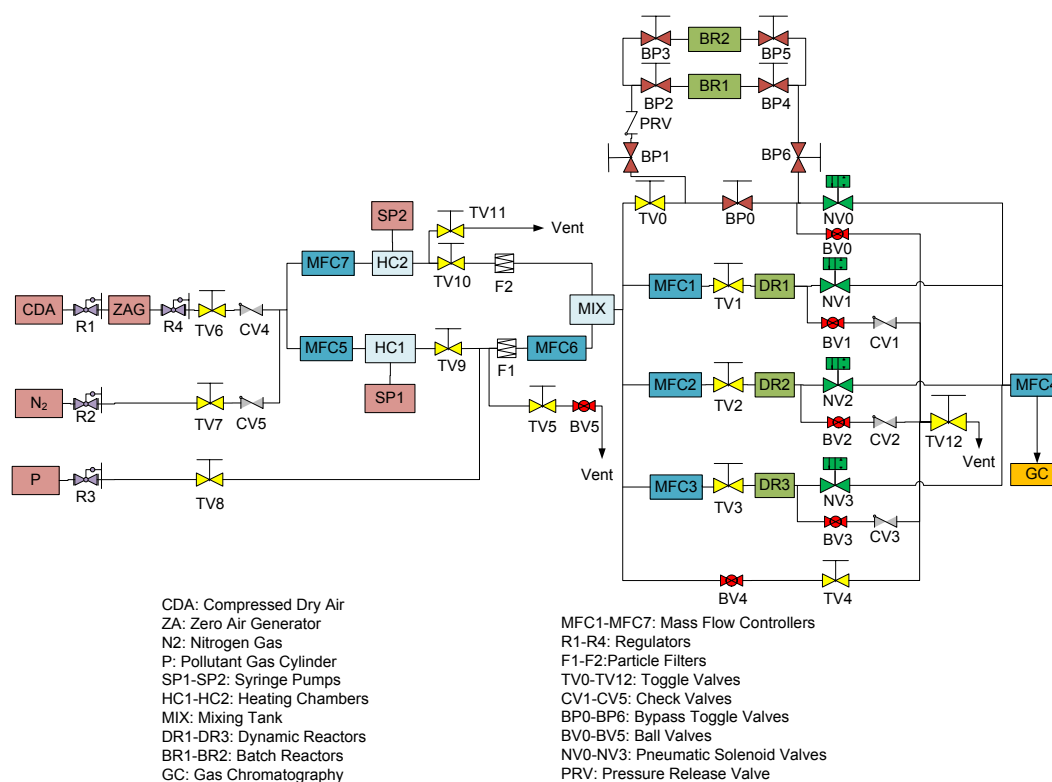 BR2
BP3
BP5
BR1
BP2
BP4
PRV
BP1
BP6
SP2
TV11
Vent
TV0
BP0
NV0
BV0
MFC7
HC2
TV10
F2
MIX
MFC1
TV1
DR1
NV1
BV1
CV1
CDA
R1
ZAG
R4
TV6
CV4
MFC5
HC1
TV9
F1
MFC6
SP1
N2
R2
TV7
CV5
TV5
BV5
Vent
MFC2
TV2
DR2
NV2
BV2
CV2
TV12
Vent
MFC4
GC
P
R3
TV8
MFC3
TV3
DR3
NV3
BV3
CV3
BV4
TV4
CDA: Compressed Dry Air
ZA: Zero Air Generator
N2: Nitrogen Gas
P: Pollutant Gas Cylinder
SP1-SP2: Syringe Pumps
HC1-HC2: Heating Chambers
MIX: Mixing Tank
DR1-DR3: Dynamic Reactors
BR1-BR2: Batch Reactors
GC: Gas Chromatography
MFC1-MFC7: Mass Flow Controllers
R1-R4: Regulators
F1-F2:Particle Filters
TV0-TV12: Toggle Valves
CV1-CV5: Check Valves
BP0-BP6: Bypass Toggle Valves
BV0-BV5: Ball Valves
NV0-NV3: Pneumatic Solenoid Valves
PRV: Pressure Release Valve